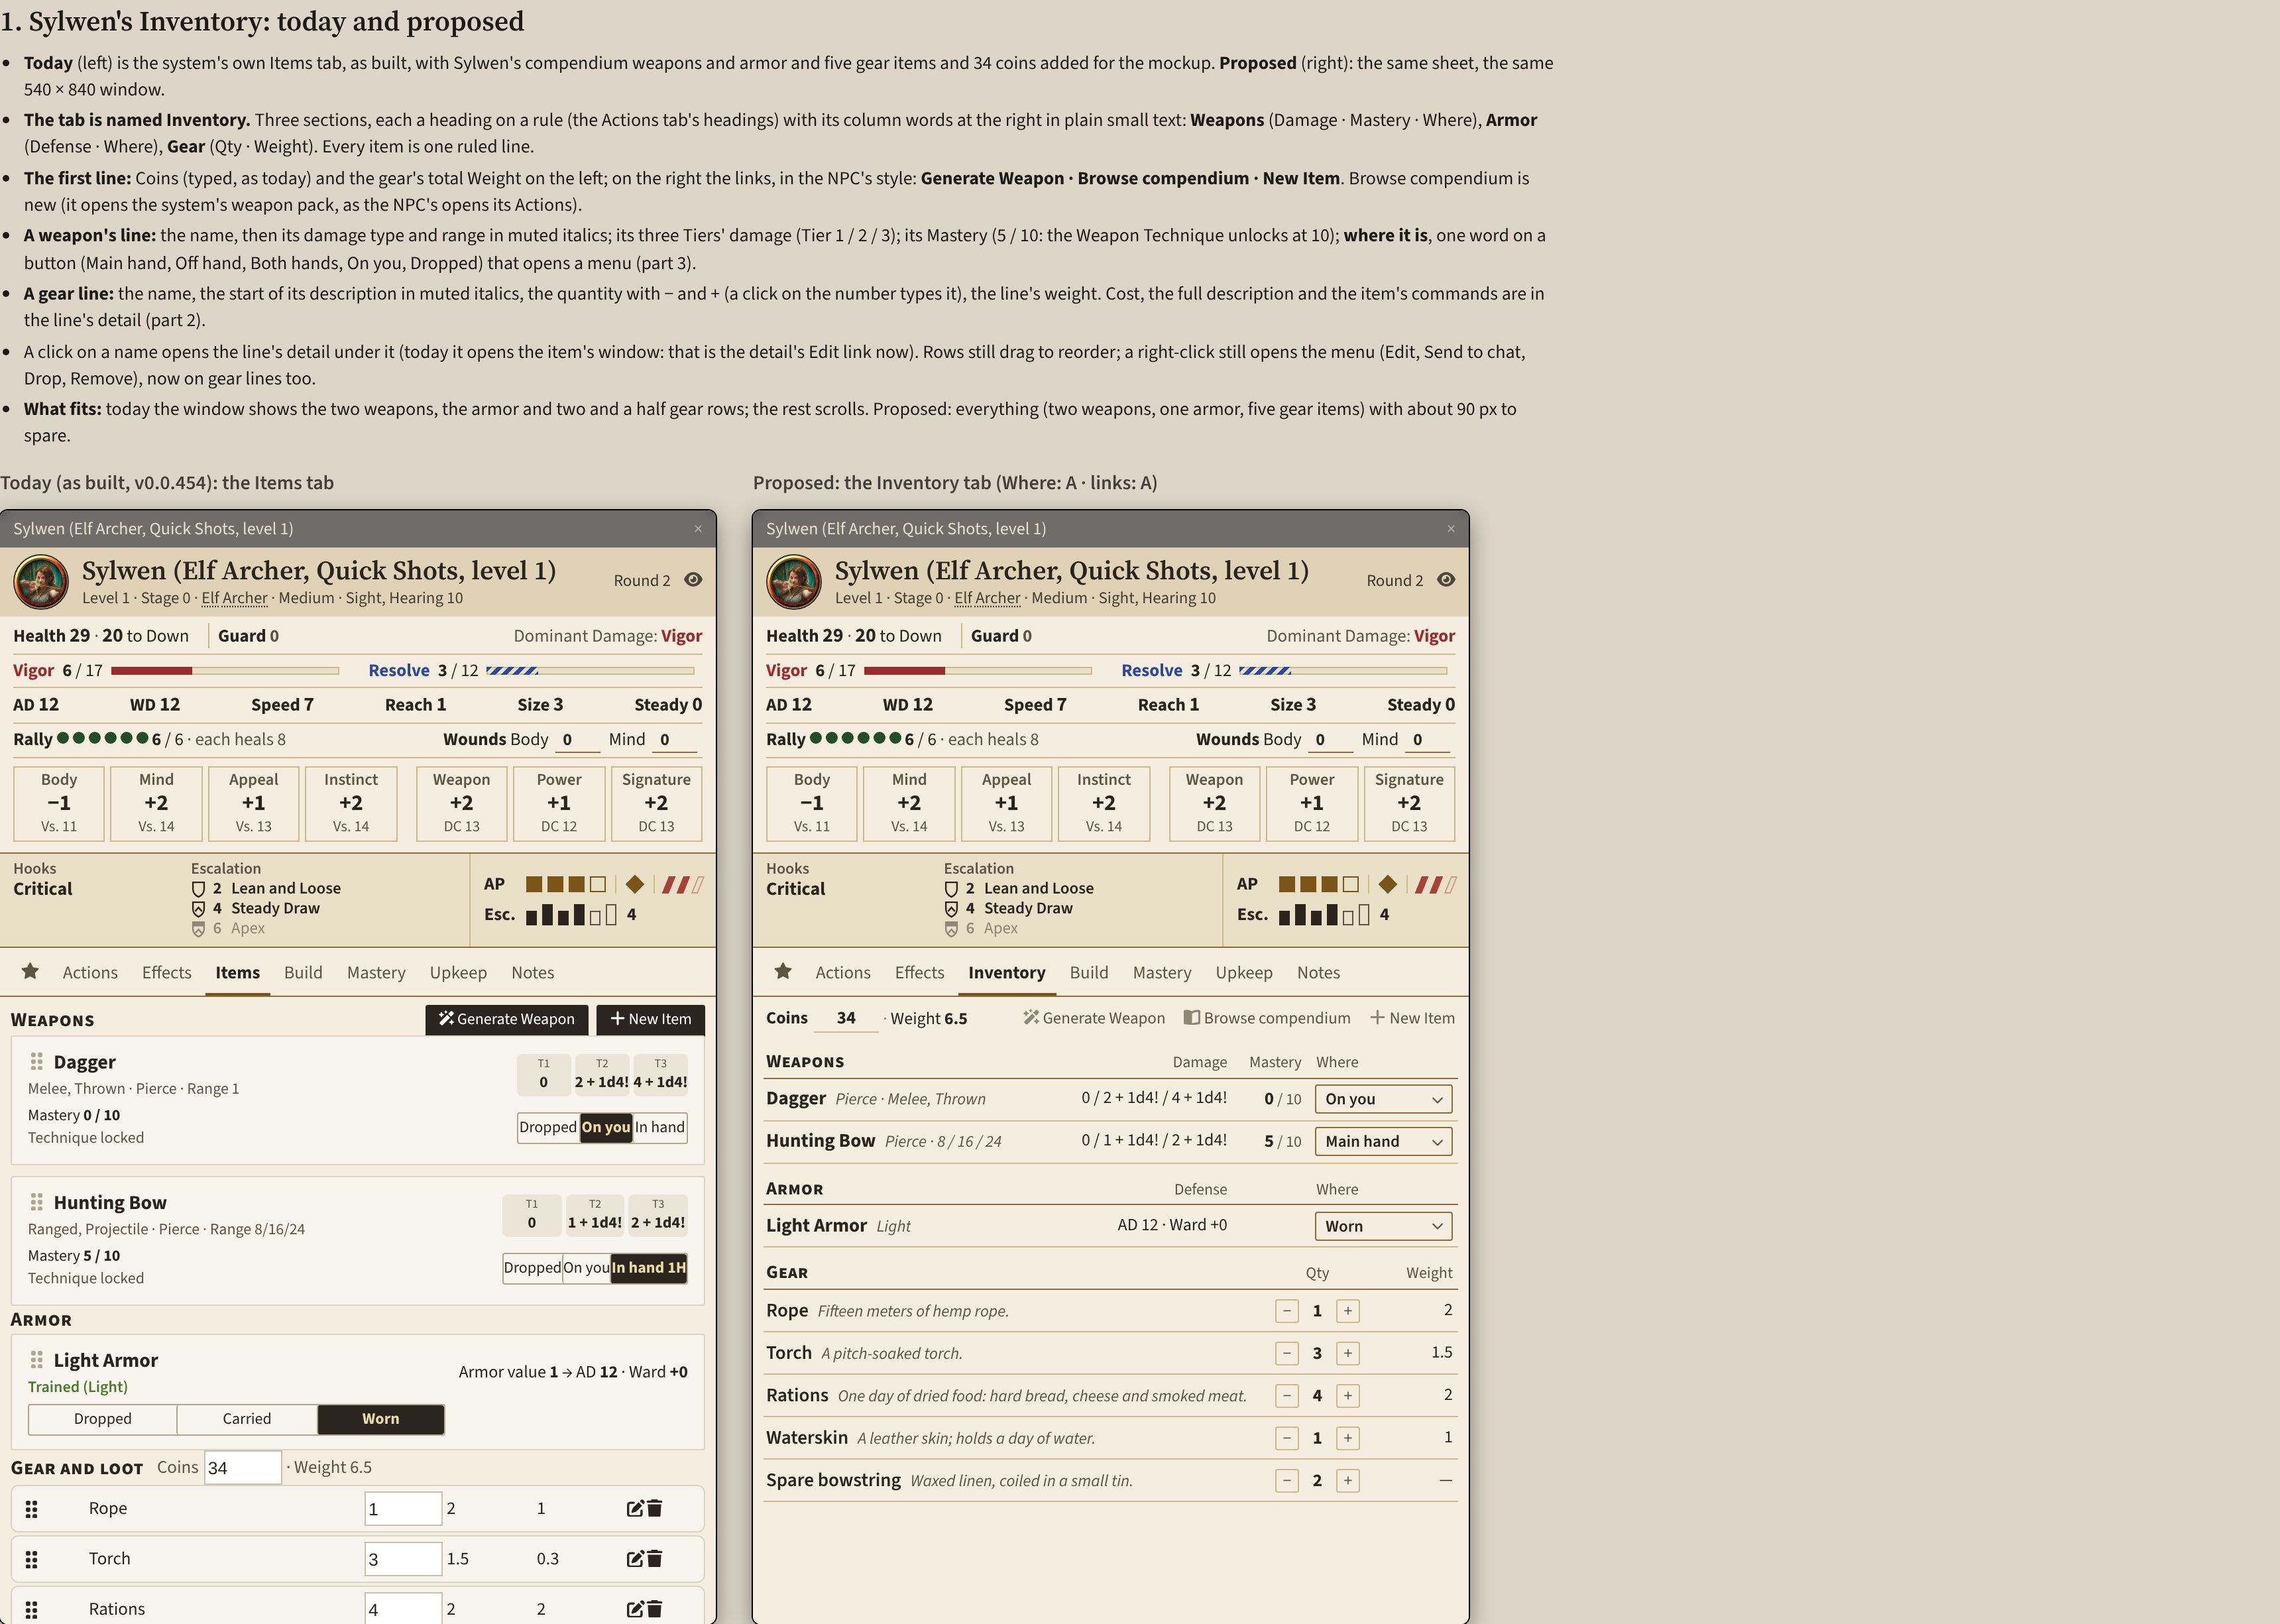 1. Sylwen's Inventory: today and proposed
• Today (left) is the system's own Items tab, as built, with Sylwen's compendium weapons and armor and five gear items and 34 coins added for the mockup. Proposed (right): the same sheet, the same
540 × 840 window.
• The tab is named Inventory. Three sections, each a heading on a rule (the Actions tab's headings) with its column words at the right in plain small text: Weapons (Damage · Mastery · Where), Armor
(Defense · Where), Gear (Qty · Weight). Every item is one ruled line.
• The first line: Coins (typed, as today) and the gear's total Weight on the left; on the right the links, in the NPC's style: Generate Weapon · Browse compendium · New Item. Browse compendium is
new (it opens the system's weapon pack, as the NPC's opens its Actions).
• A weapon's line: the name, then its damage type and range in muted italics; its three Tiers' damage (Tier 1 / 2 / 3); its Mastery (5 / 10: the Weapon Technique unlocks at 10); where it is, one word on a
button (Main hand, Off hand, Both hands, On you, Dropped) that opens a menu (part 3).
• A gear line: the name, the start of its description in muted italics, the quantity with − and + (a click on the number types it), the line's weight. Cost, the full description and the item's commands are in
the line's detail (part 2).
• A click on a name opens the line's detail under it (today it opens the item's window: that is the detail's Edit link now). Rows still drag to reorder; a right-click still opens the menu (Edit, Send to chat,
Drop, Remove), now on gear lines too.
• What fits: today the window shows the two weapons, the armor and two and a half gear rows; the rest scrolls. Proposed: everything (two weapons, one armor, five gear items) with about 90 px to
spare.
Today (as built, v0.0.454): the Items tab
Sylwen (Elf Archer, Quick Shots, level 1) ×
Sylwen (Elf Archer, Quick Shots, level 1) Round 2
Level 1 · Stage 0 · Elf Archer · Medium · Sight, Hearing 10
Health 29 · 20 to Down Guard 0 Dominant Damage: Vigor
Vigor 6 / 17 Resolve 3 / 12
AD 12 WD 12 Speed 7 Reach 1 Size 3 Steady 0
Rally 6 / 6 · each heals 8 Wounds Body 0 Mind 0
Body Mind Appeal Instinct Weapon Power Signature
−1 +2 +1 +2 +2 +1 +2
Vs. 11 Vs. 14 Vs. 13 Vs. 14 DC 13 DC 12 DC 13
Hooks Escalation
Critical 2 Lean and Loose AP
4 Steady Draw Esc. 4
6 Apex
Actions Effects Items Build Mastery Upkeep Notes
WEAPONS Generate Weapon + New Item
Dagger T1 T2 T3
0 2 + 1d4! 4 + 1d4!
Melee, Thrown · Pierce · Range 1
Mastery 0 / 10
Dropped On you In hand
Technique locked
Hunting Bow T1 T2 T3
0 1 + 1d4! 2 + 1d4!
Ranged, Projectile · Pierce · Range 8/16/24
Mastery 5 / 10
Dropped On you In hand 1H
Technique locked
ARMOR
Light Armor Armor value 1 → AD 12 · Ward +0
Trained (Light)
Dropped Carried Worn
GEAR AND LOOT Coins 34 · Weight 6.5
Rope 1 2 1
Torch 3 1.5 0.3
Rations 4 2 2
Proposed: the Inventory tab (Where: A · links: A)
Sylwen (Elf Archer, Quick Shots, level 1) ×
Sylwen (Elf Archer, Quick Shots, level 1) Round 2
Level 1 · Stage 0 · Elf Archer · Medium · Sight, Hearing 10
Health 29 · 20 to Down Guard 0 Dominant Damage: Vigor
Vigor 6 / 17 Resolve 3 / 12
AD 12 WD 12 Speed 7 Reach 1 Size 3 Steady 0
Rally 6 / 6 · each heals 8 Wounds Body 0 Mind 0
Body Mind Appeal Instinct Weapon Power Signature
−1 +2 +1 +2 +2 +1 +2
Vs. 11 Vs. 14 Vs. 13 Vs. 14 DC 13 DC 12 DC 13
Hooks Escalation
Critical 2 Lean and Loose AP
4 Steady Draw Esc. 4
6 Apex
Actions Effects Inventory Build Mastery Upkeep Notes
Coins 34 · Weight 6.5 Generate Weapon Browse compendium + New Item
WEAPONS Damage Mastery Where
Dagger Pierce · Melee, Thrown 0 / 2 + 1d4! / 4 + 1d4! 0 / 10 On you
Hunting Bow Pierce · 8 / 16 / 24 0 / 1 + 1d4! / 2 + 1d4! 5 / 10 Main hand
ARMOR Defense Where
Light Armor Light AD 12 · Ward +0 Worn
GEAR Qty Weight
Rope Fifteen meters of hemp rope. − 1 + 2
Torch A pitch-soaked torch. − 3 + 1.5
Rations One day of dried food: hard bread, cheese and smoked meat. − 4 + 2
Waterskin A leather skin; holds a day of water. − 1 + 1
Spare bowstring Waxed linen, coiled in a small tin. − 2 + —